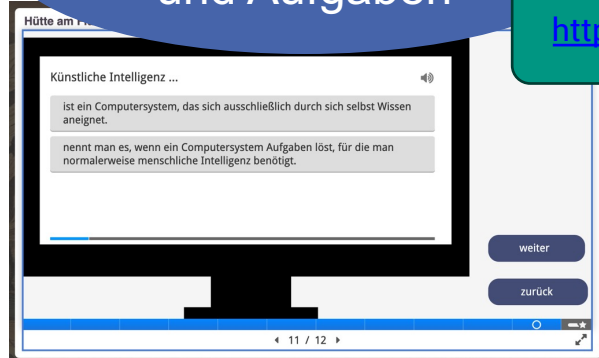 und Aufgaben
http
Hütte am
Künstliche Intelligenz ...
ist ein Computersystem, das sich ausschließlich durch sich selbst Wissen
aneignet.
nennt man es, wenn ein Computersystem Aufgaben löst, für die man
normalerweise menschliche Intelligenz benötigt.
weiter
zurück
11 / 12